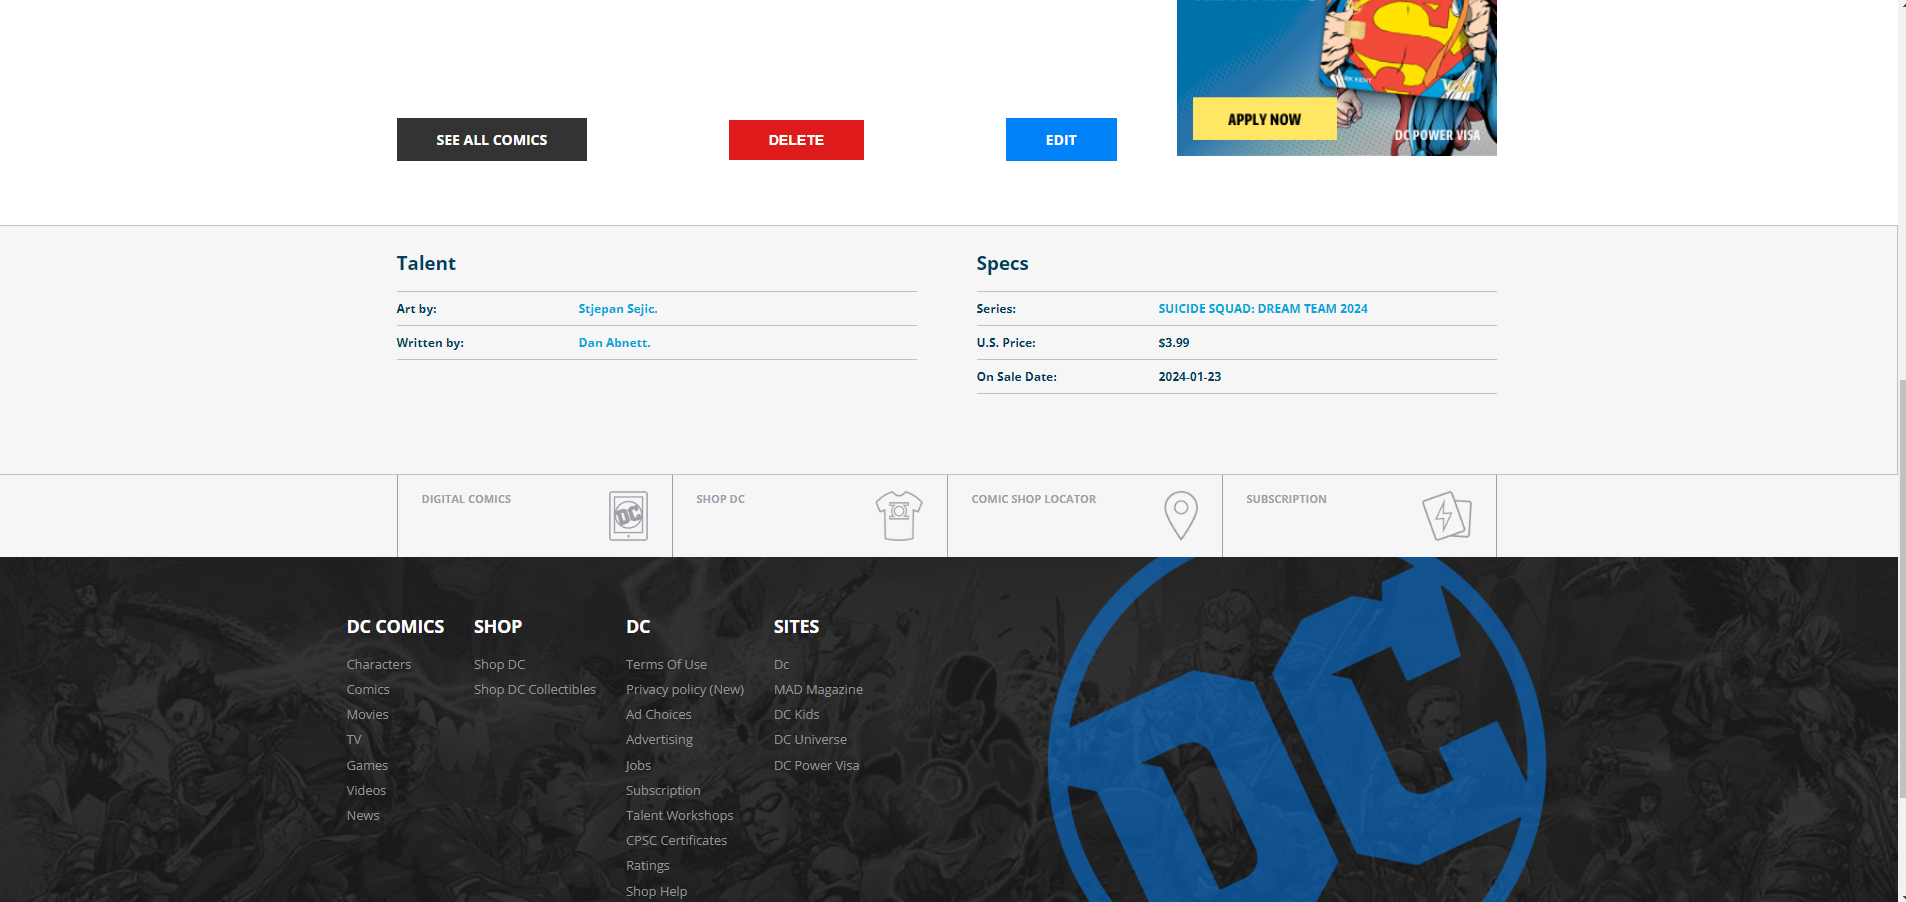 APPLY NOW
DC POWER VISA
SEE ALL COMICS
DELETE
EDIT
Talent
Art by: Stjepan Sejic.
Written by: Dan Abnett.
Specs
Series: SUICIDE SQUAD: DREAM TEAM 2024
U.S. Price: $3.99
On Sale Date: 2024-01-23
DIGITAL COMICS
DC
SHOP DC
COMIC SHOP LOCATOR
SUBSCRIPTION
DC COMICS
Characters
Comics
Movies
TV
Games
Videos
News
SHOP
Shop DC
Shop DC Collectibles
DC
Terms Of Use
Privacy policy (New)
Ad Choices
Advertising
Jobs
Subscription
Talent Workshops
CPSC Certificates
Ratings
Shop Help
SITES
Dc
MAD Magazine
DC Kids
DC Universe
DC Power Visa
DC